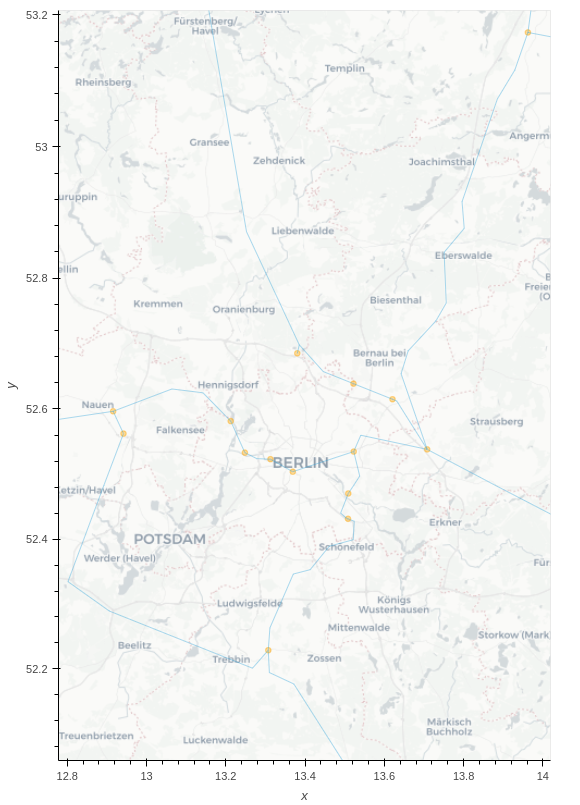 53.2
Fürstenberg/
Havel
Templin
Rheinsberg
53
Gransee
Angerm
Zehdenick
Joachimsthal
uruppin
Liebenwalde
Eberswalde
ellin
52.8
Freien
(O
Kremmen
Oranienburg
Biesenthal
Bernau bei
Berlin
Hennigsdorf
52.6
Nauen
Strausberg
Falkensee
BERLIN
etzin/Havel
Erkner
52.4
POTSDAM
Schönefeld
Werder (Havel)
Für
Ludwigsfelde
Königs
Wusterhausen
Mittenwalde
Storkow (Mark
Beelitz
Trebbin
Zossen
52.2
Märkisch
Buchholz
Treuenbrietzen
Luckenwalde
12.8
13
13.2
13.4
13.6
13.8
14
x
y